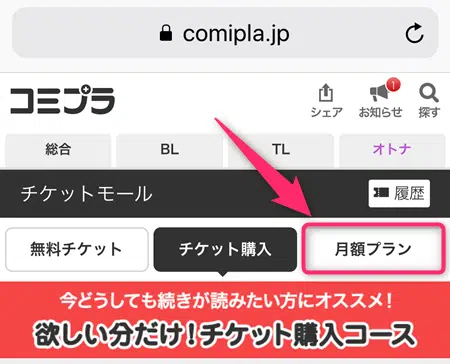 comipla.jp
コミプラ
シェア
1
お知らせ
探す
総合 BL TL オトナ
チケットモール 履歴
無料チケット チケット購入 月額プラン
今どうしても続きが読みたい方にオススメ!
欲しい分だけ!チケット購入コース